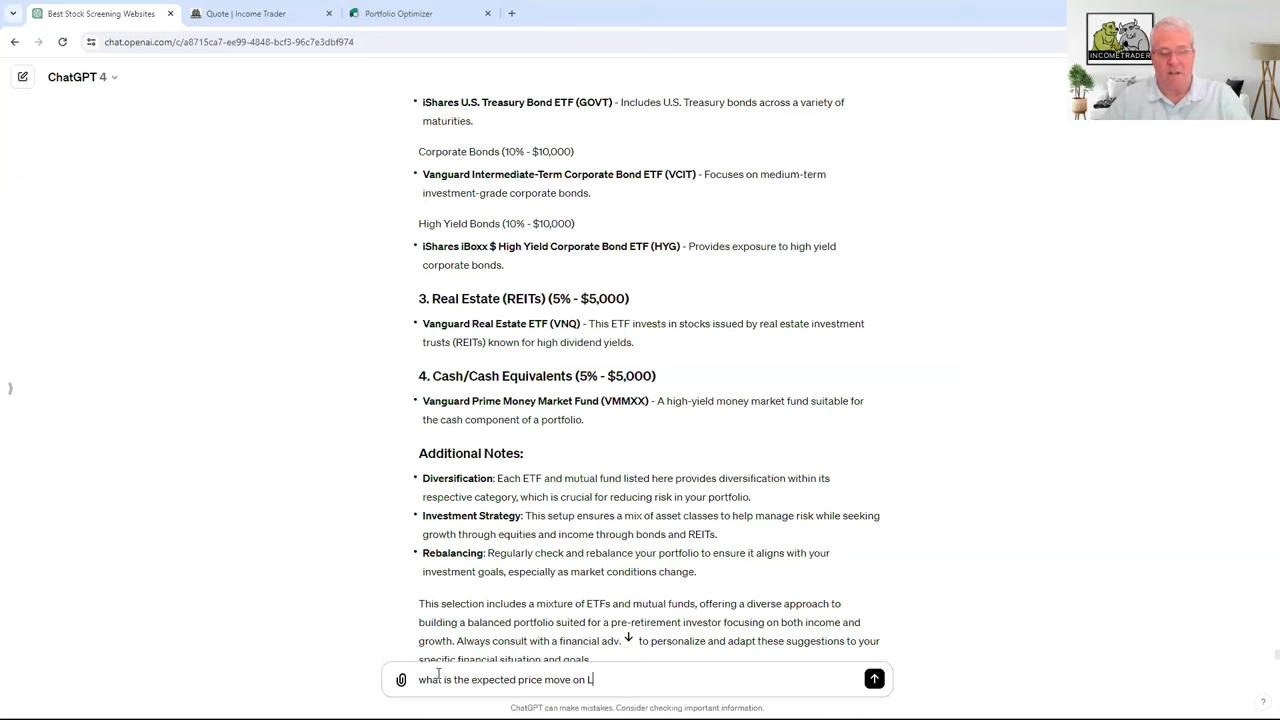 Best Stock Screening Websites
Quote | Income Trader
Portfolio Optimizer
chat.openai.com/c/a8715ca7-ee99-4848-bcf3-96c7e3dbf974
INCOMETRADER
ChatGPT 4
• iShares U.S. Treasury Bond ETF (GOVT) - Includes U.S. Treasury bonds across a variety of
maturities.
Corporate Bonds (10% - $10,000)
• Vanguard Intermediate-Term Corporate Bond ETF (VCIT) - Focuses on medium-term
investment-grade corporate bonds.
High Yield Bonds (10% - $10,000)
• iShares iBoxx $ High Yield Corporate Bond ETF (HYG) - Provides exposure to high yield
corporate bonds.
3. Real Estate (REITs) (5% - $5,000)
• Vanguard Real Estate ETF (VNQ) - This ETF invests in stocks issued by real estate investment
trusts (REITs) known for high dividend yields.
4. Cash/Cash Equivalents (5% - $5,000)
• Vanguard Prime Money Market Fund (VMMXX) - A high-yield money market fund suitable for
the cash component of a portfolio.
Additional Notes:
• Diversification: Each ETF and mutual fund listed here provides diversification within its
respective category, which is crucial for reducing risk in your portfolio.
• Investment Strategy: This setup ensures a mix of asset classes to help manage risk while seeking
growth through equities and income through bonds and REITs.
• Rebalancing: Regularly check and rebalance your portfolio to ensure it aligns with your
investment goals, especially as market conditions change.
This selection includes a mixture of ETFs and mutual funds, offering a diverse approach to
building a balanced portfolio suited for a pre-retirement investor focusing on both income and
growth. Always consult with a financial adv. to personalize and adapt these suggestions to your
specific financial situation and goals.
what is the expected price move on L
ChatGPT can make mistakes. Consider checking important information.
?